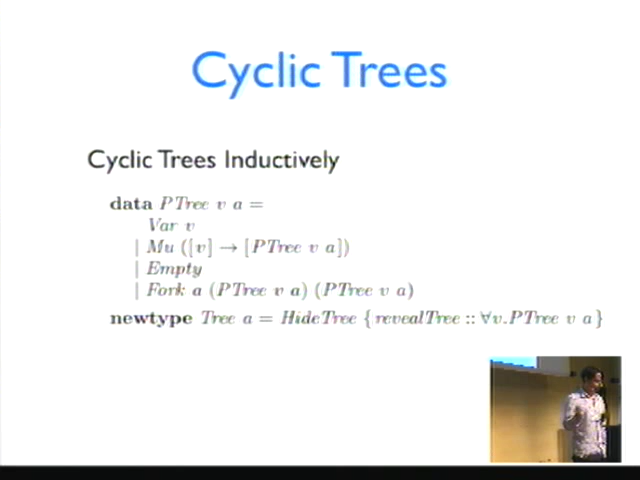 Cyclic Trees
Cyclic Trees Inductively
data PTree v a =
Var v
| Mu ([v] → [PTree v a])
| Empty
| Fork a (PTree v a) (PTree v a)
newtype Tree a = HideTree {revealTree :: ∀v.PTree v a}